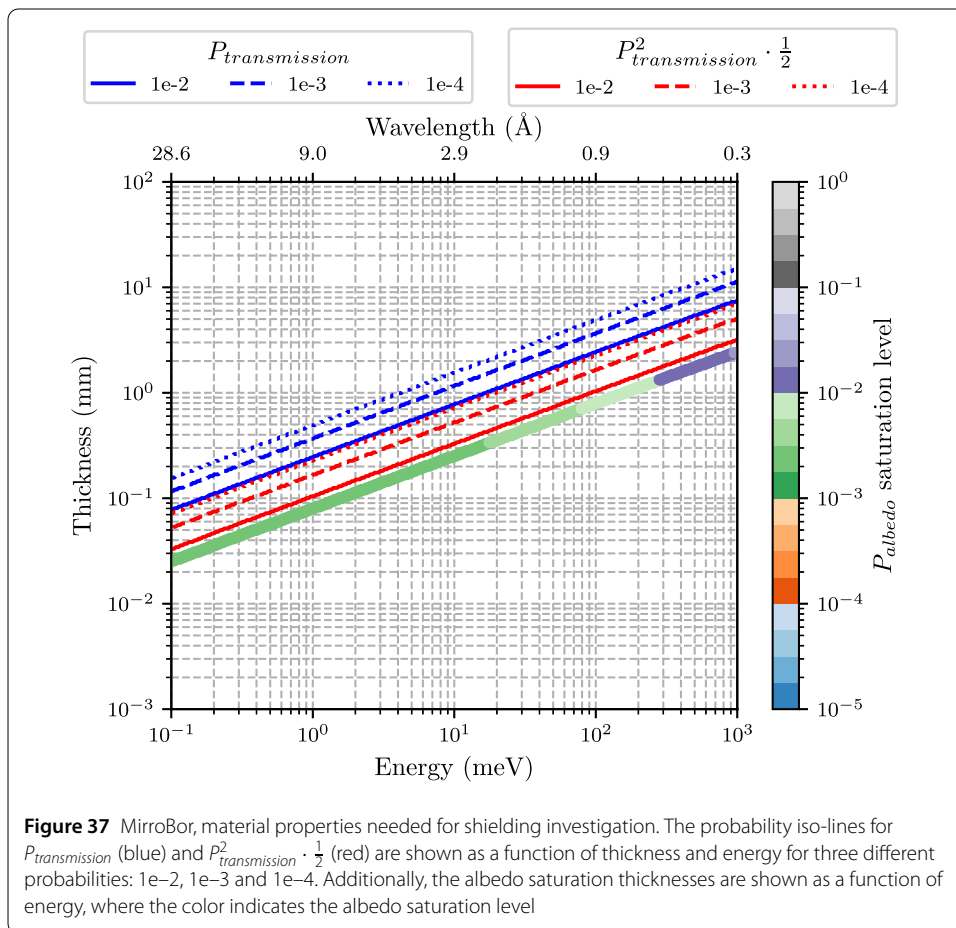 P_transmission
1e-2 1e-3 1e-4
P²_transmission · 1/2
1e-2 1e-3 1e-4
Wavelength (Å)
28.6 9.0 2.9 0.9 0.3
Thickness (mm)
10²
10¹
10⁰
10⁻¹
10⁻²
10⁻³
10⁻¹ 10⁰ 10¹ 10² 10³
Energy (meV)
10⁰
10⁻¹
10⁻²
10⁻³
10⁻⁴
10⁻⁵
P_albedo saturation level
Figure 37 MirroBor, material properties needed for shielding investigation. The probability iso-lines for
P_transmission (blue) and P²_transmission · 1/2 (red) are shown as a function of thickness and energy for three different
probabilities: 1e–2, 1e–3 and 1e–4. Additionally, the albedo saturation thicknesses are shown as a function of
energy, where the color indicates the albedo saturation level